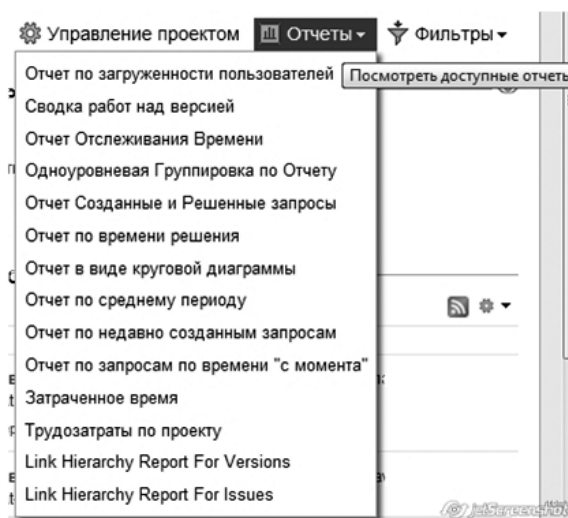 Управление проектом Отчеты Фильтры
Отчет по загруженности пользователей
Посмотреть доступные отчеты
Сводка работ над версией
Отчет Отслеживания Времени
Одноуровневая Группировка по Отчету
Отчет Созданные и Решенные запросы
Отчет по времени решения
Отчет в виде круговой диаграммы
Отчет по среднему периоду
Отчет по недавно созданным запросам
Отчет по запросам по времени "с момента"
Затраченное время
Трудозатраты по проекту
Link Hierarchy Report For Versions
Link Hierarchy Report For Issues